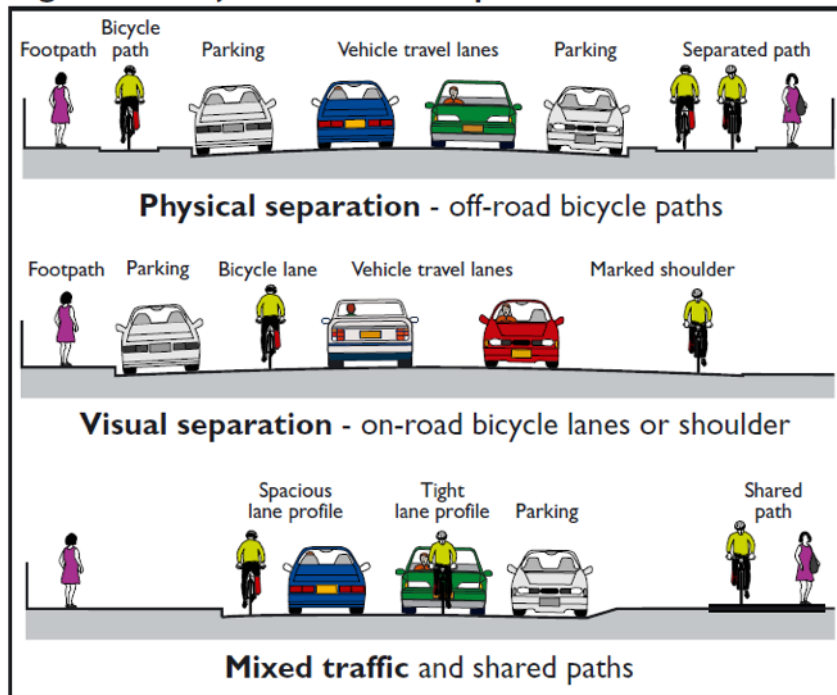 Bicycle
path
Footpath
Parking
Vehicle travel lanes
Parking
Separated path
Physical separation - off-road bicycle paths
Footpath
Parking
Bicycle lane
Vehicle travel lanes
Marked shoulder
Visual separation - on-road bicycle lanes or shoulder
Spacious
lane profile
Tight
lane profile
Parking
Shared
path
Mixed traffic and shared paths